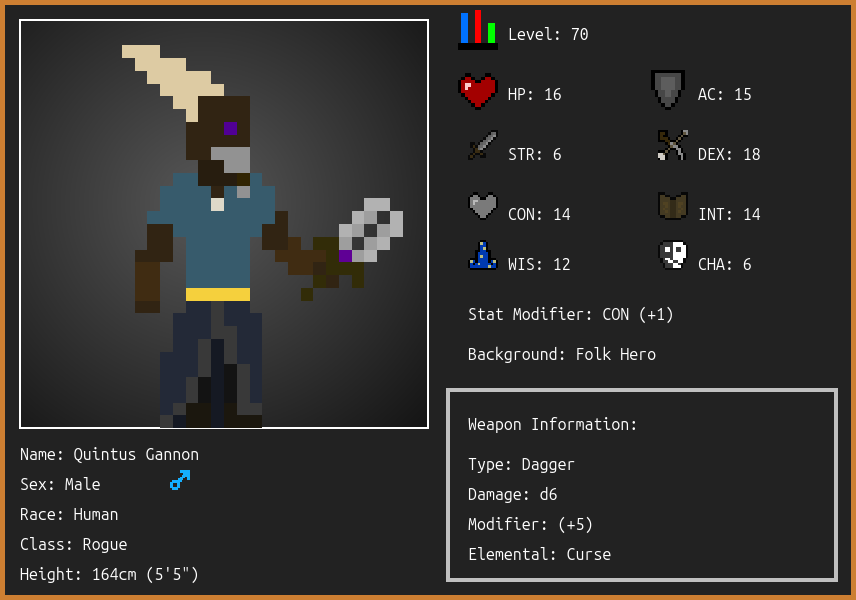 Level: 70
HP: 16
AC: 15
STR: 6
DEX: 18
CON: 14
INT: 14
WIS: 12
CHA: 6
Stat Modifier: CON (+1)
Background: Folk Hero
Weapon Information:
Type: Dagger
Damage: d6
Modifier: (+5)
Elemental: Curse
Name: Quintus Gannon
Sex: Male
Race: Human
Class: Rogue
Height: 164cm (5'5")